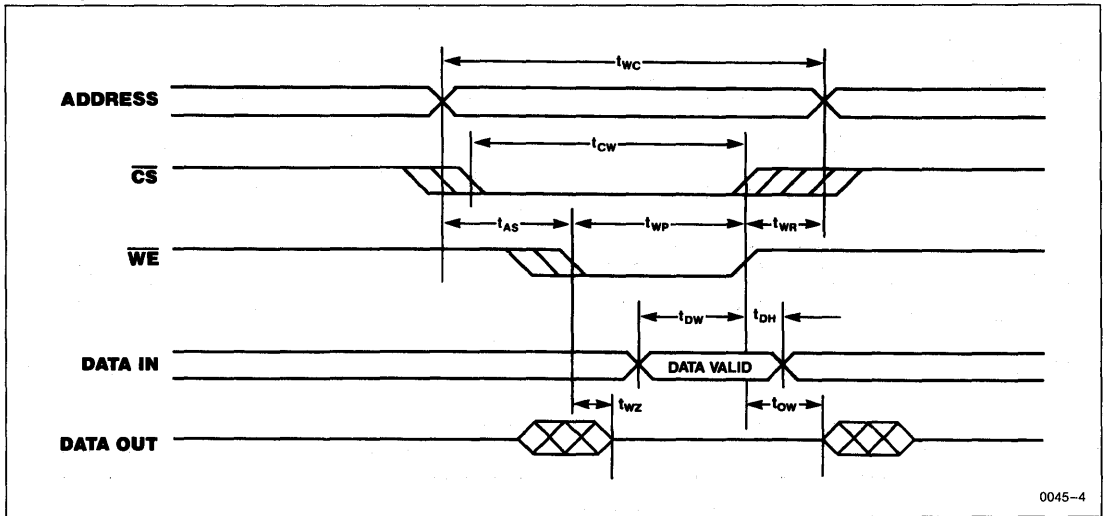 tWC
ADDRESS
tCW
CS
tAS
tWP
tWR
WE
tDW
tDH
DATA IN
DATA VALID
tWZ
tOW
DATA OUT
0045–4